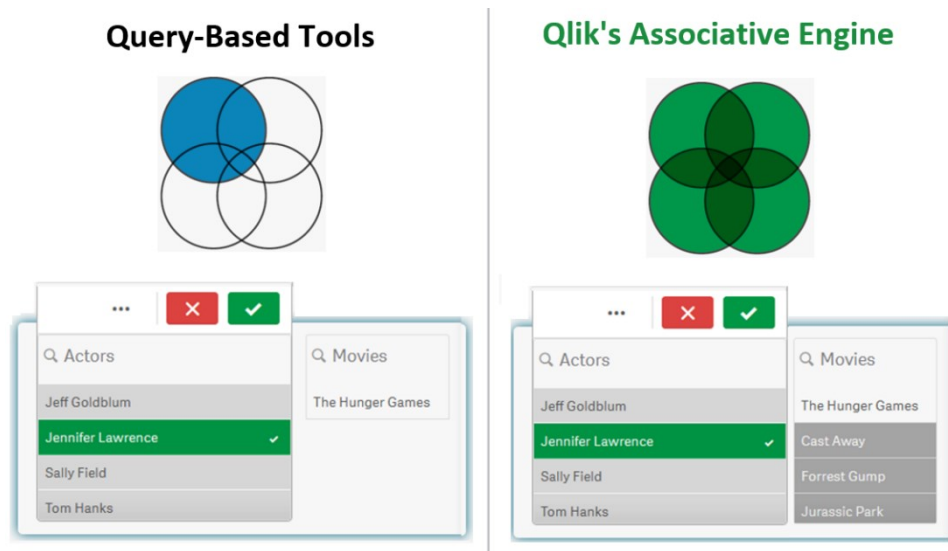 Query-Based Tools
Qlik's Associative Engine
Actors
Movies
Jeff Goldblum
The Hunger Games
Jennifer Lawrence
Sally Field
Tom Hanks
Actors
Movies
Jeff Goldblum
The Hunger Games
Jennifer Lawrence
Cast Away
Sally Field
Forrest Gump
Tom Hanks
Jurassic Park